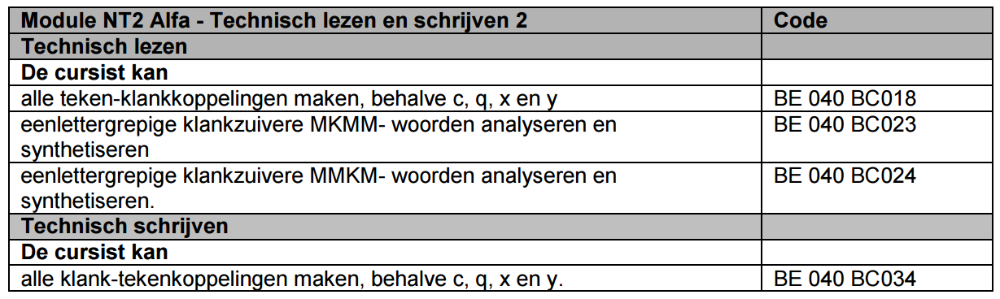 Module NT2 Alfa - Technisch lezen en schrijven 2 Code
Technisch lezen
De cursist kan
alle teken-klankkoppelingen maken, behalve c, q, x en y BE 040 BC018
eenlettergrepige klankzuivere MKMM- woorden analyseren en BE 040 BC023
synthetiseren
eenlettergrepige klankzuivere MMKM- woorden analyseren en BE 040 BC024
synthetiseren.
Technisch schrijven
De cursist kan
alle klank-tekenkoppelingen maken, behalve c, q, x en y. BE 040 BC034